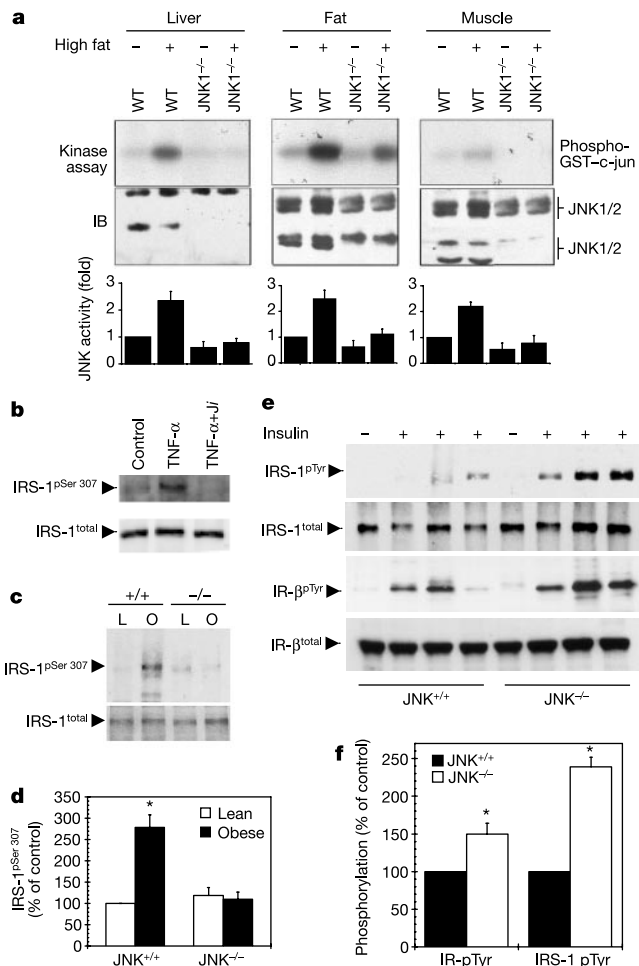 a
Liver Fat Muscle
High fat – + – + – + – + – + – +
WT WT JNK1–/– JNK1–/– WT WT JNK1–/– JNK1–/– WT WT JNK1–/– JNK1–/–
Kinase assay
Phospho-GST–c-jun
IB
JNK1/2
JNK1/2
JNK activity (fold)
3 2 1 0
3 2 1 0
3 2 1 0
b
Control TNF-α TNF-α+Ji
IRS-1pSer 307
IRS-1total
c
+/+ –/–
L O L O
IRS-1pSer 307
IRS-1total
d
IRS-1pSer 307 (% of control)
350
300
250
200
150
100
50
0
Lean
Obese
*
JNK+/+ JNK–/–
e
Insulin – + + + – + + +
IRS-1pTyr
IRS-1total
IR-βpTyr
IR-βtotal
JNK+/+ JNK–/–
f
Phosphorylation (% of control)
250
200
150
100
50
0
JNK+/+
JNK–/–
*
*
IR-pTyr IRS-1 pTyr